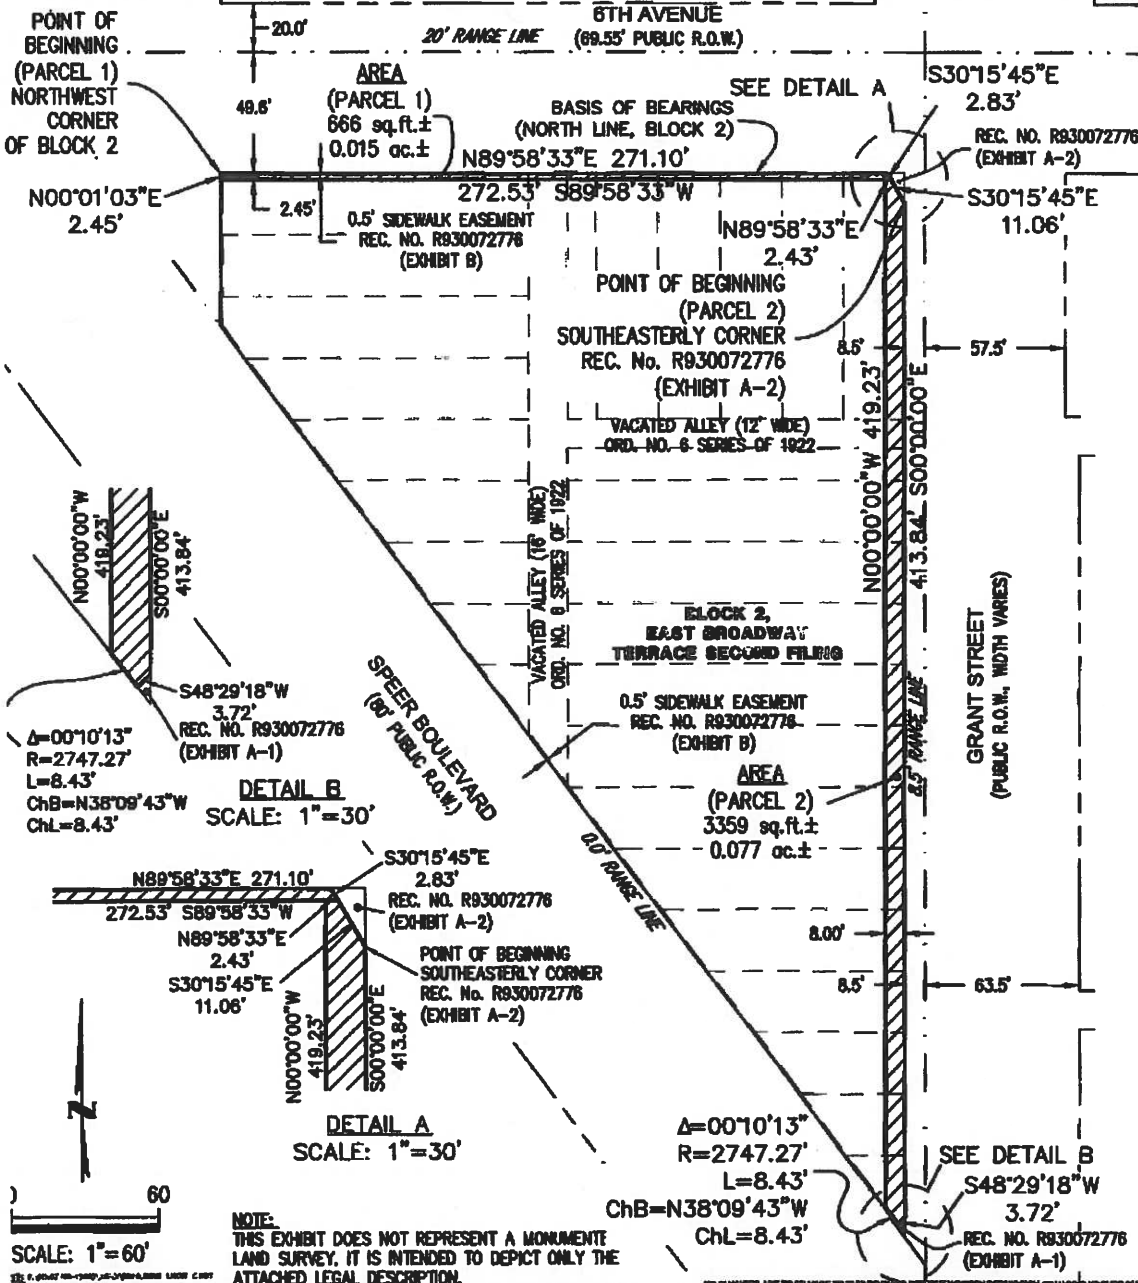 6TH AVENUE
(69.55' PUBLIC R.O.W.)
20' RANGE LINE
20.0'
POINT OF
BEGINNING
(PARCEL 1)
NORTHWEST
CORNER
OF BLOCK 2
49.6'
AREA
(PARCEL 1)
666 sq.ft.±
0.015 ac.±
BASIS OF BEARINGS
(NORTH LINE, BLOCK 2)
SEE DETAIL A
S30°15'45"E
2.83'
REC. NO. R930072776
(EXHIBIT A-2)
N89°58'33"E 271.10'
272.53' S89°58'33"W
N00°01'03"E
2.45'
2.45'
0.5' SIDEWALK EASEMENT
REC. NO. R930072776
(EXHIBIT B)
N89°58'33"E
2.43'
S30°15'45"E
11.06'
POINT OF BEGINNING
(PARCEL 2)
SOUTHEASTERLY CORNER
REC. No. R930072776
(EXHIBIT A-2)
8.5'
57.5'
VACATED ALLEY (12' WIDE)
ORD. NO. 6 SERIES OF 1922
N00°00'00"W 419.23'
413.84' S00°00'00"E
VACATED ALLEY (16' WIDE)
ORD. NO. 6 SERIES OF 1922
N00°00'00"W
419.23'
S00°00'00"E
413.84'
BLOCK 2,
EAST BROADWAY
TERRACE SECOND FILING
GRANT STREET
(PUBLIC R.O.W., WIDTH VARIES)
8.5' RANGE LINE
SPEER BOULEVARD
(80' PUBLIC R.O.W.)
S48°29'18"W
3.72'
REC. NO. R930072776
(EXHIBIT A-1)
Δ=00°10'13"
R=2747.27'
L=8.43'
ChB=N38°09'43"W
ChL=8.43'
DETAIL B
SCALE: 1"=30'
0.5' SIDEWALK EASEMENT
REC. NO. R930072776
(EXHIBIT B)
AREA
(PARCEL 2)
3359 sq.ft.±
0.077 ac.±
0.0' RANGE LINE
N89°58'33"E 271.10'
272.53' S89°58'33"W
S30°15'45"E
2.83'
REC. NO. R930072776
(EXHIBIT A-2)
N89°58'33"E
2.43'
S30°15'45"E
11.06'
POINT OF BEGINNING
SOUTHEASTERLY CORNER
REC. No. R930072776
(EXHIBIT A-2)
N00°00'00"W
419.23'
S00°00'00"E
413.84'
8.00'
8.5'
63.5'
DETAIL A
SCALE: 1"=30'
N
60
SCALE: 1"=60'
Δ=00°10'13"
R=2747.27'
L=8.43'
ChB=N38°09'43"W
ChL=8.43'
SEE DETAIL B
S48°29'18"W
3.72'
REC. NO. R930072776
(EXHIBIT A-1)
NOTE:
THIS EXHIBIT DOES NOT REPRESENT A MONUMENTE
LAND SURVEY. IT IS INTENDED TO DEPICT ONLY THE
ATTACHED LEGAL DESCRIPTION.